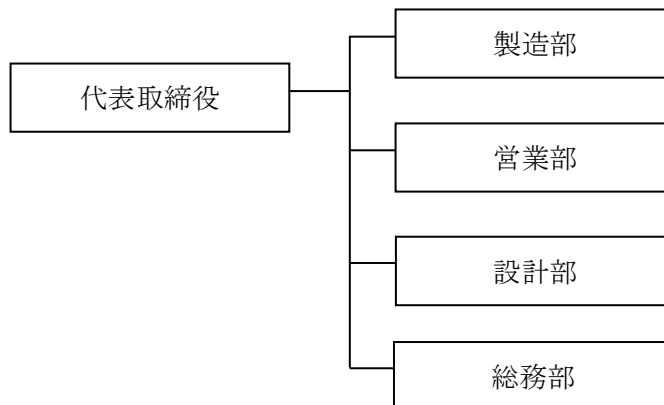 製造部
代表取締役
営業部
設計部
総務部